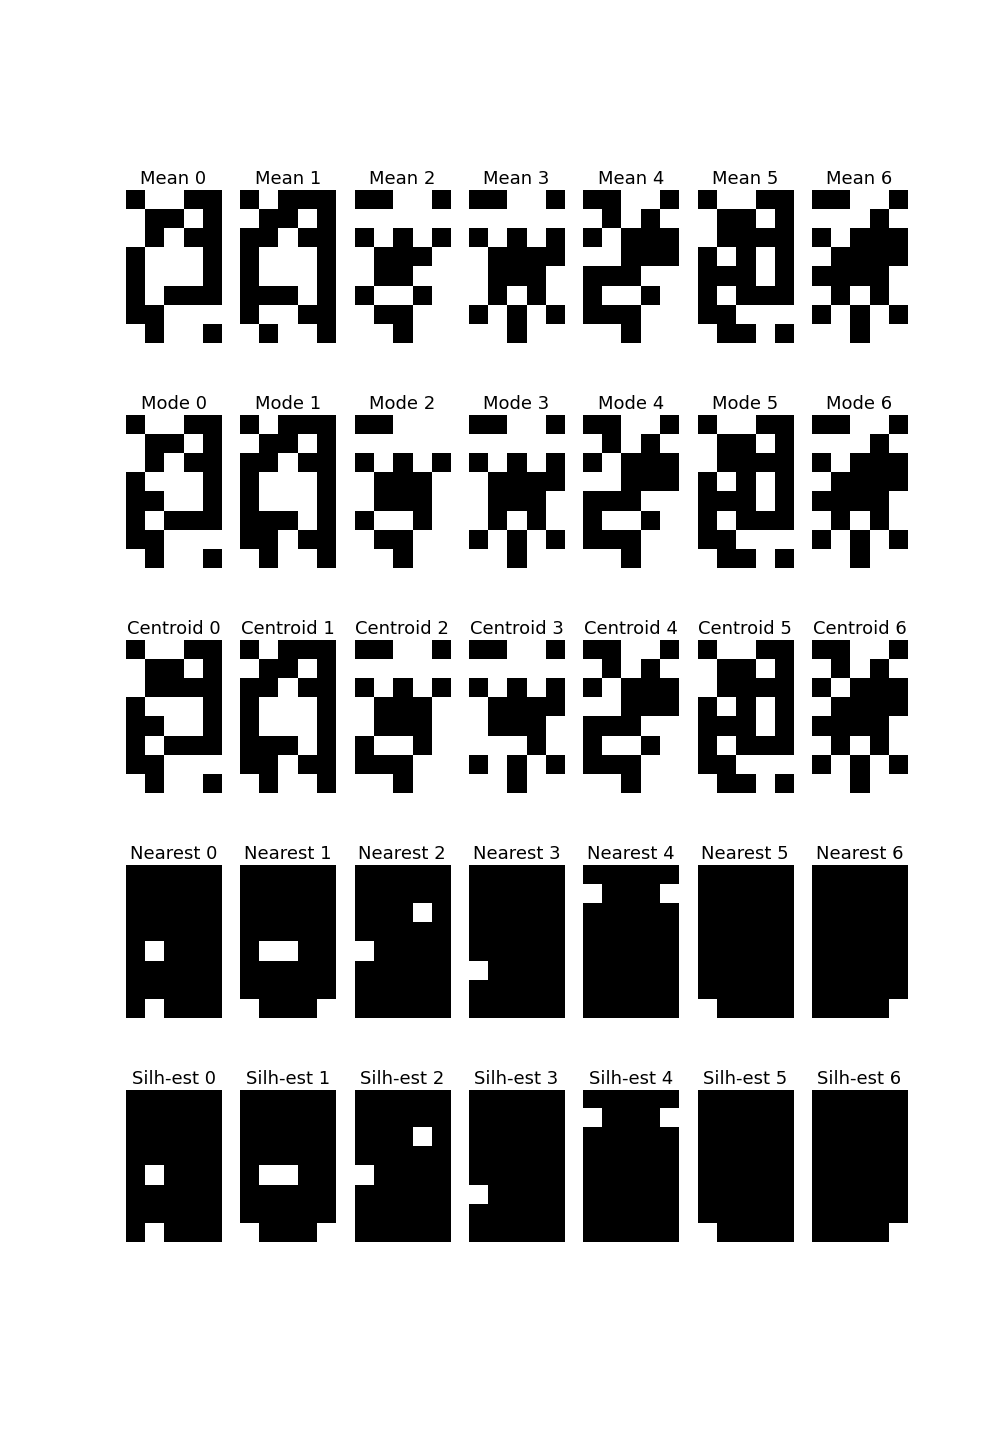 Mean 0 Mean 1 Mean 2 Mean 3 Mean 4 Mean 5 Mean 6
Mode 0 Mode 1 Mode 2 Mode 3 Mode 4 Mode 5 Mode 6
Centroid 0 Centroid 1 Centroid 2 Centroid 3 Centroid 4 Centroid 5 Centroid 6
Nearest 0 Nearest 1 Nearest 2 Nearest 3 Nearest 4 Nearest 5 Nearest 6
Silh-est 0 Silh-est 1 Silh-est 2 Silh-est 3 Silh-est 4 Silh-est 5 Silh-est 6